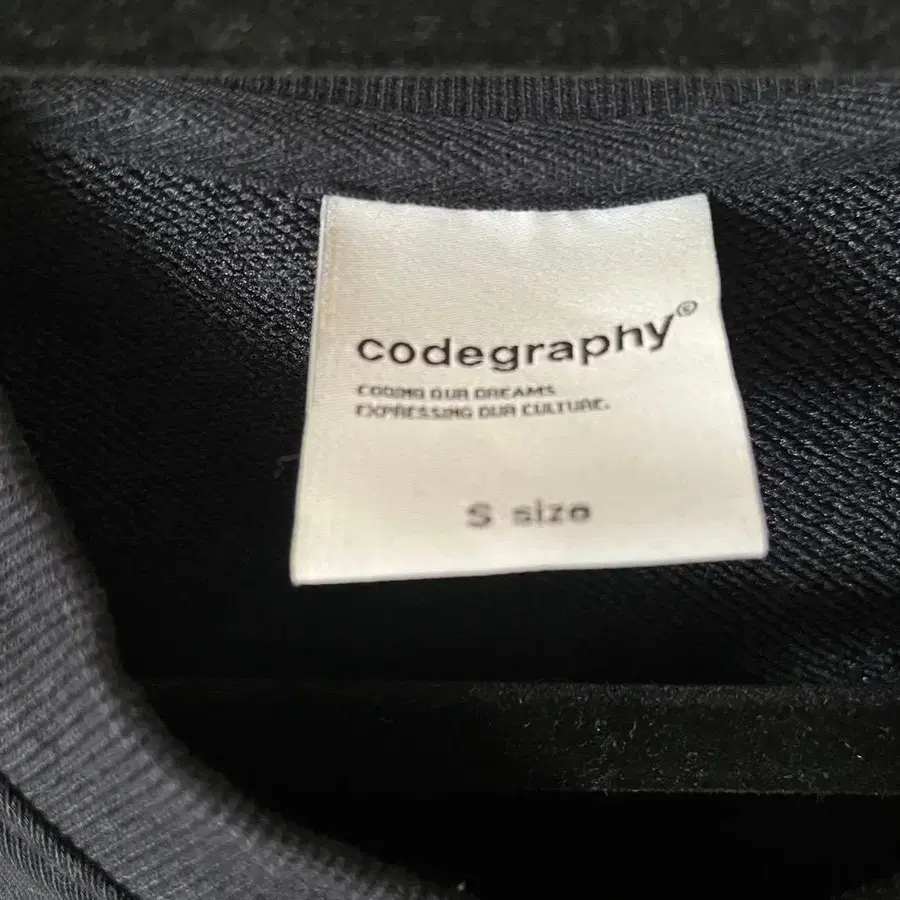 codegraphy©
CODING OUR DREAMS
EXPRESSING OUR CULTURE.
S size